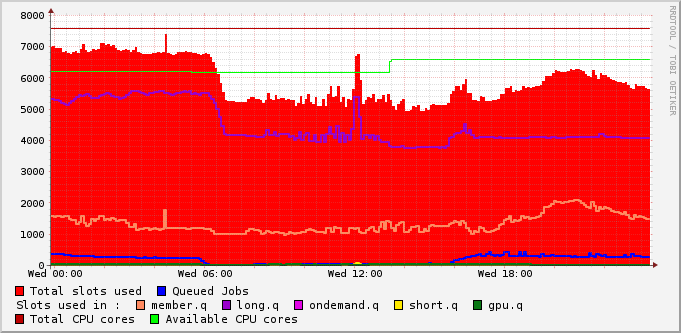 8000
7000
6000
5000
4000
3000
2000
1000
0
Wed 00:00 Wed 06:00 Wed 12:00 Wed 18:00
RRDTOOL / TOBI OETIKER
Total slots used Queued Jobs
Slots used in : member.q long.q ondemand.q short.q gpu.q
Total CPU cores Available CPU cores